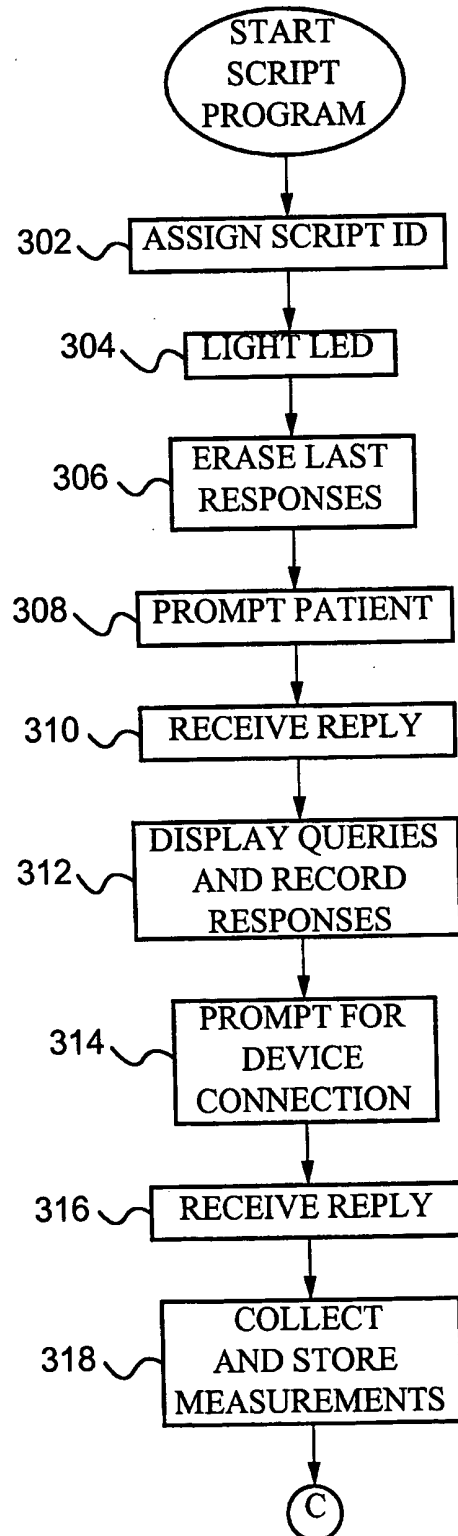 START
SCRIPT
PROGRAM
302
ASSIGN SCRIPT ID
304
LIGHT LED
306
ERASE LAST
RESPONSES
308
PROMPT PATIENT
310
RECEIVE REPLY
312
DISPLAY QUERIES
AND RECORD
RESPONSES
314
PROMPT FOR
DEVICE
CONNECTION
316
RECEIVE REPLY
318
COLLECT
AND STORE
MEASUREMENTS
C